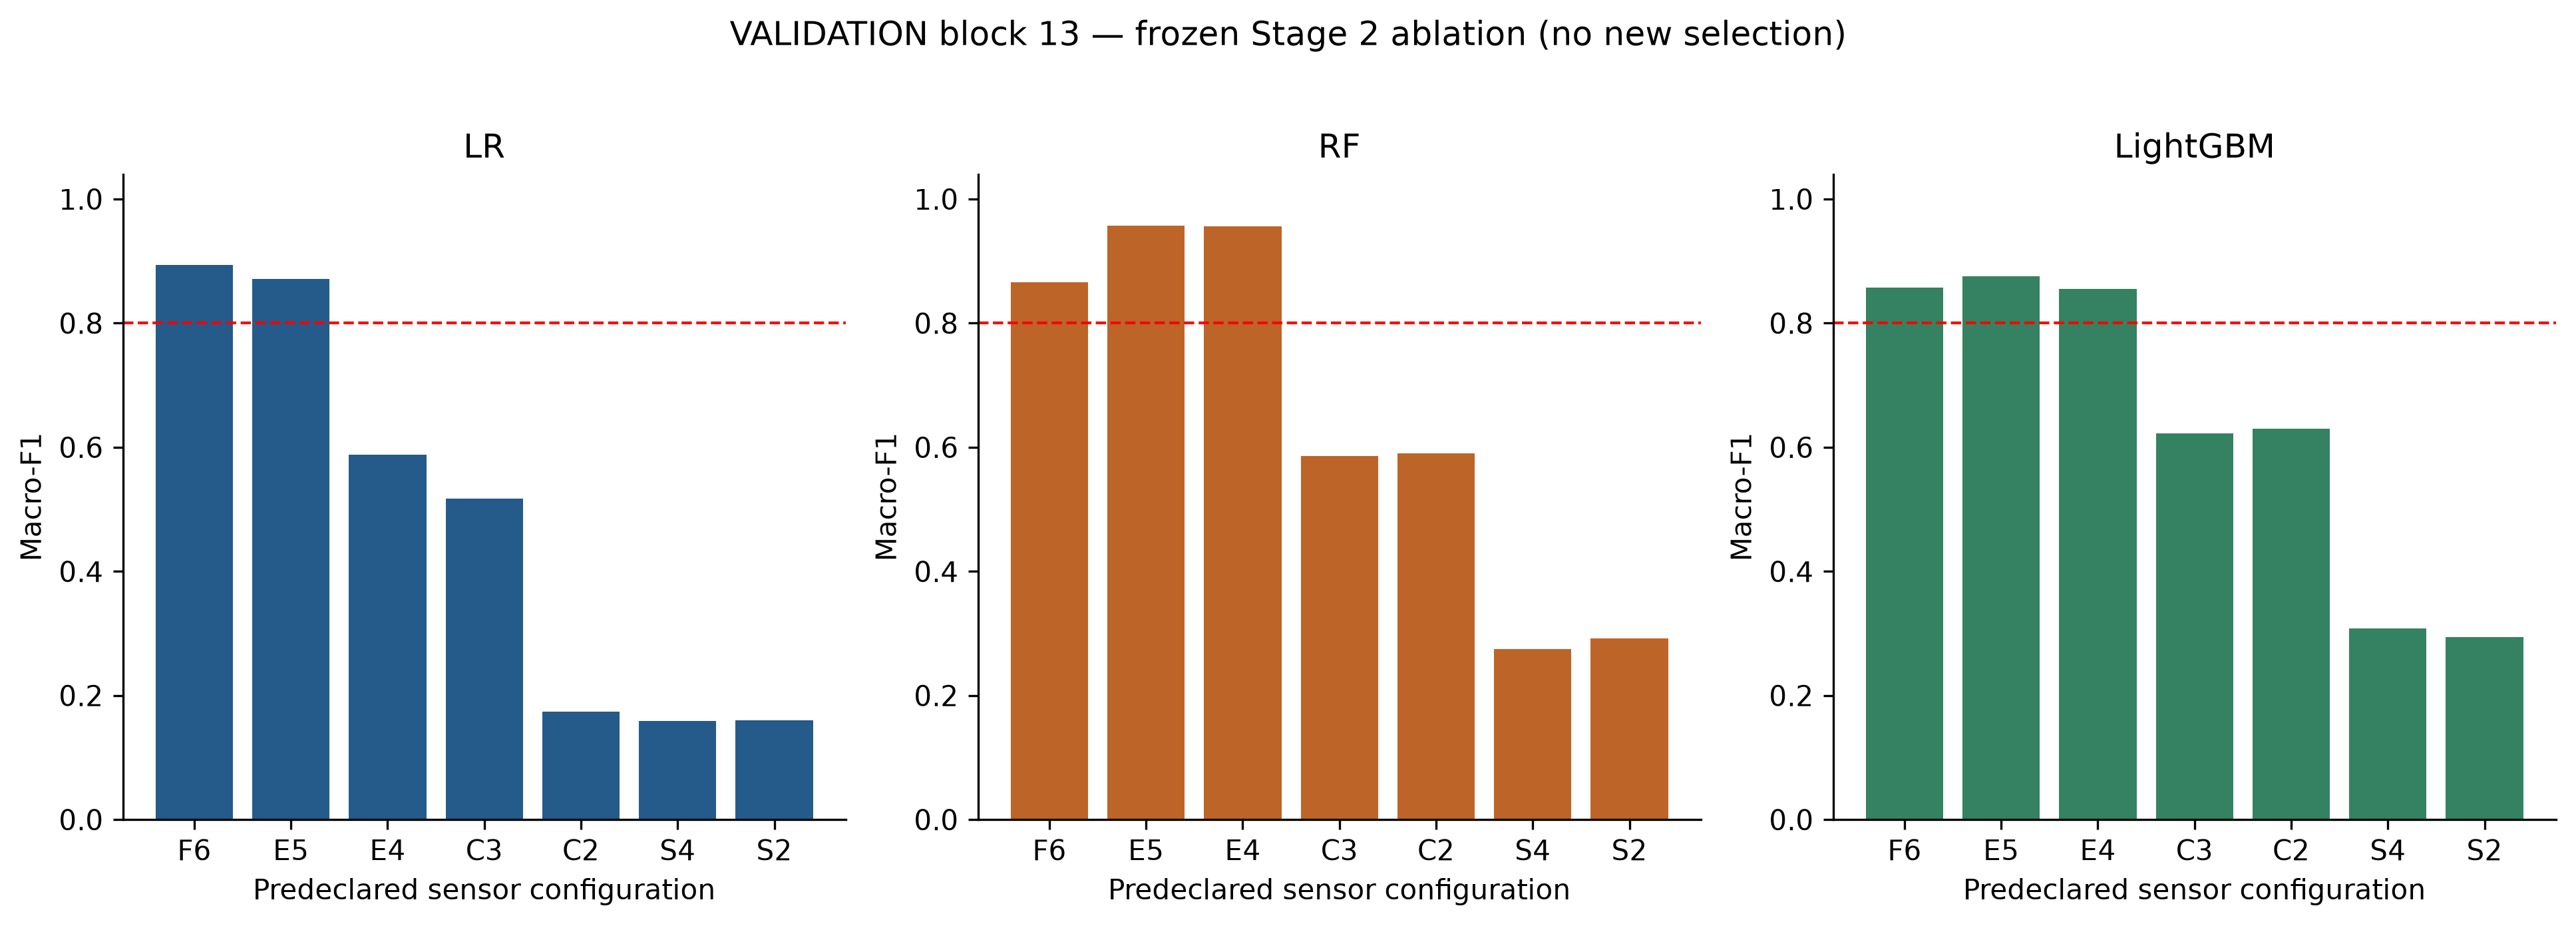 VALIDATION block 13 — frozen Stage 2 ablation (no new selection)
LR
Macro-F1
1.0
0.8
0.6
0.4
0.2
0.0
F6 E5 E4 C3 C2 S4 S2
Predeclared sensor configuration
RF
Macro-F1
1.0
0.8
0.6
0.4
0.2
0.0
F6 E5 E4 C3 C2 S4 S2
Predeclared sensor configuration
LightGBM
Macro-F1
1.0
0.8
0.6
0.4
0.2
0.0
F6 E5 E4 C3 C2 S4 S2
Predeclared sensor configuration